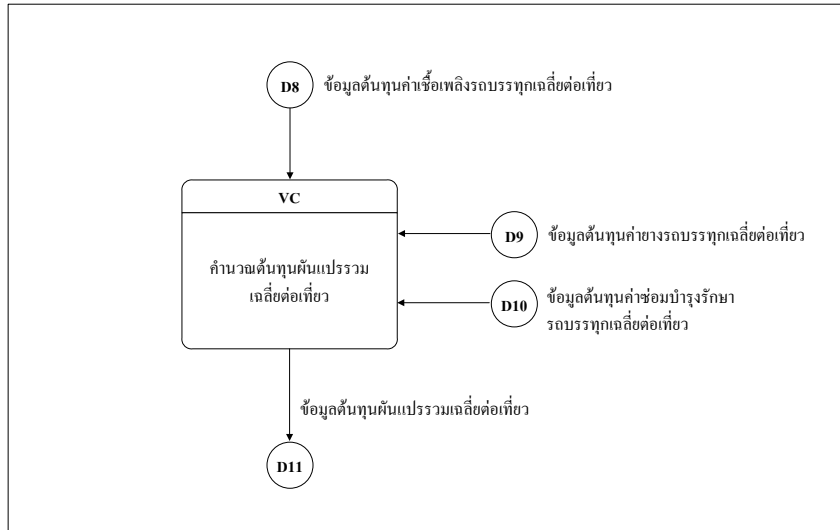 D8
ข้อมูลต้นทุนค่าเชื้อเพลิงรถบรรทุกเฉลี่ยต่อเที่ยว
VC
คำนวณต้นทุนผันแปรรวม
เฉลี่ยต่อเที่ยว
D9
ข้อมูลต้นทุนค่ายางรถบรรทุกเฉลี่ยต่อเที่ยว
D10
ข้อมูลต้นทุนค่าซ่อมบำรุงรักษา
รถบรรทุกเฉลี่ยต่อเที่ยว
ข้อมูลต้นทุนผันแปรรวมเฉลี่ยต่อเที่ยว
D11